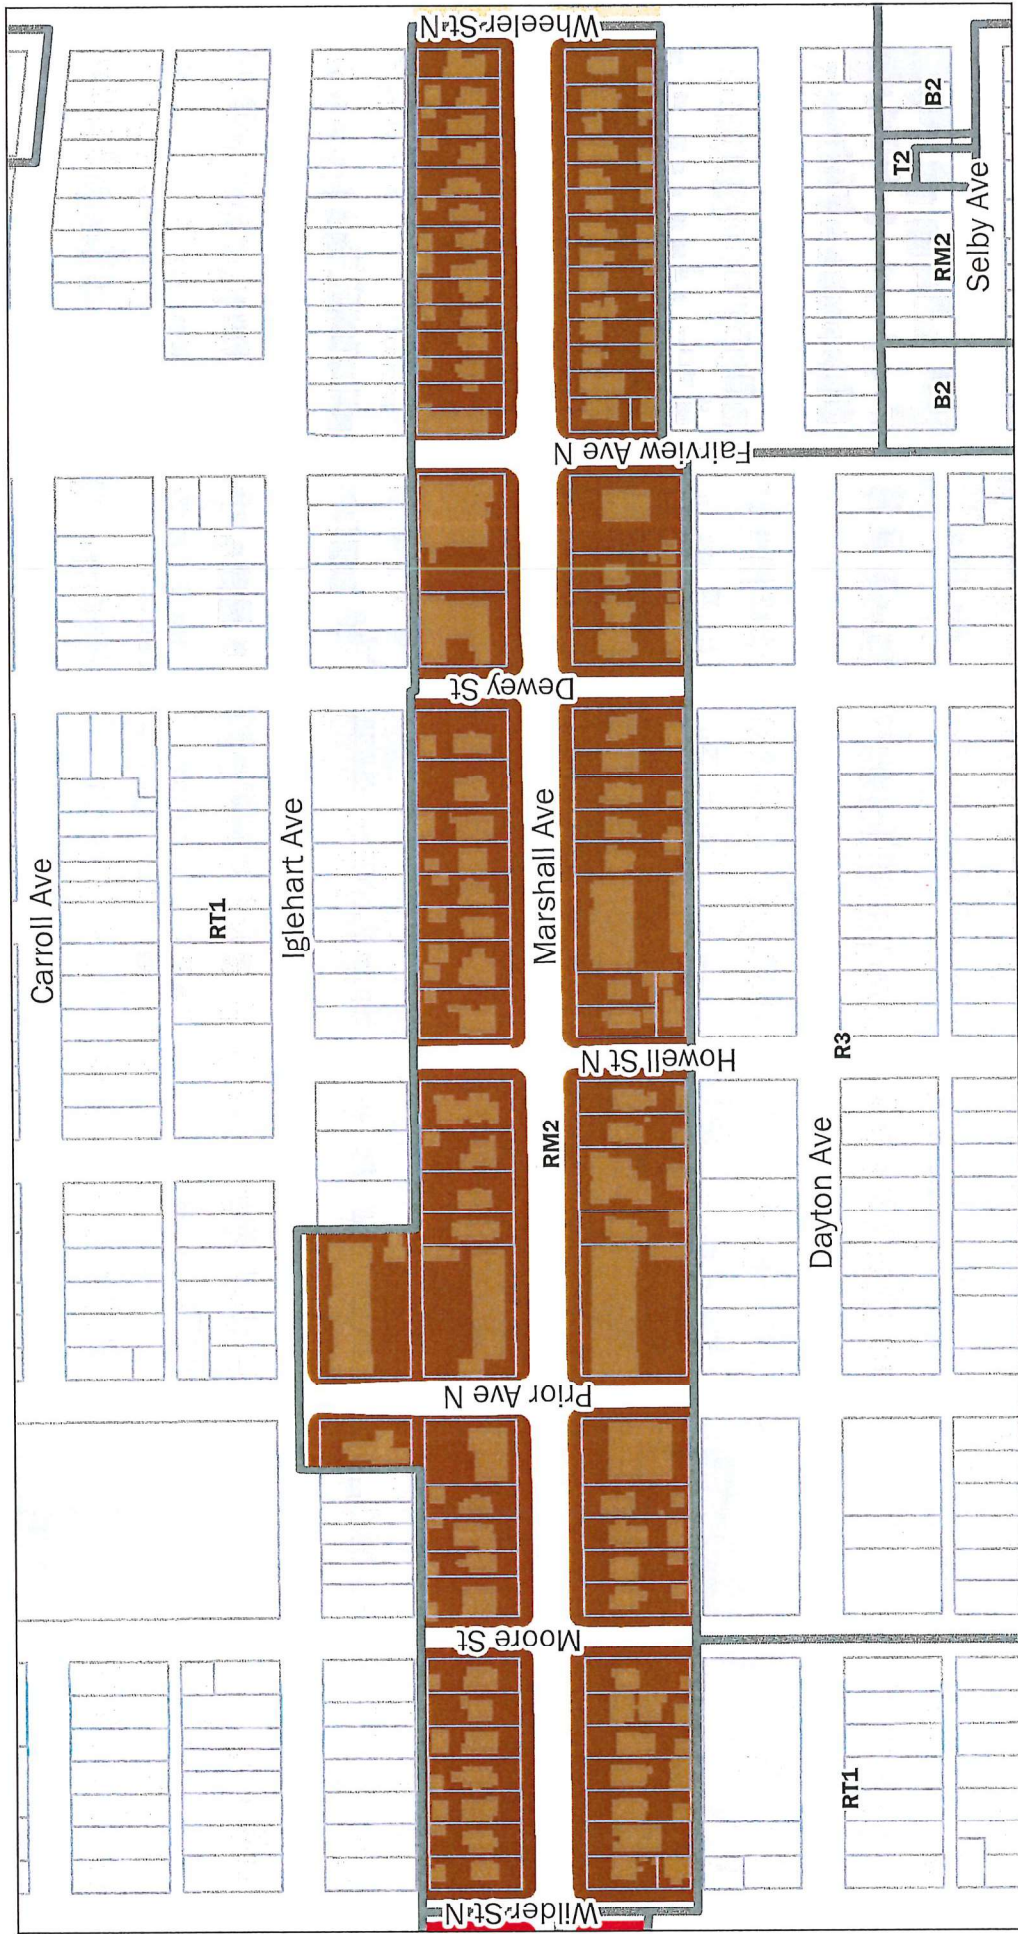 Wheeler St N
B2
T2
RM2
Selby Ave
B2
Fairview Ave N
Dewey St
Carroll Ave
RT1
Iglehart Ave
Marshall Ave
Howell St N
R3
RM2
Dayton Ave
Prior Ave N
Moore St
RT1
Wilder St N